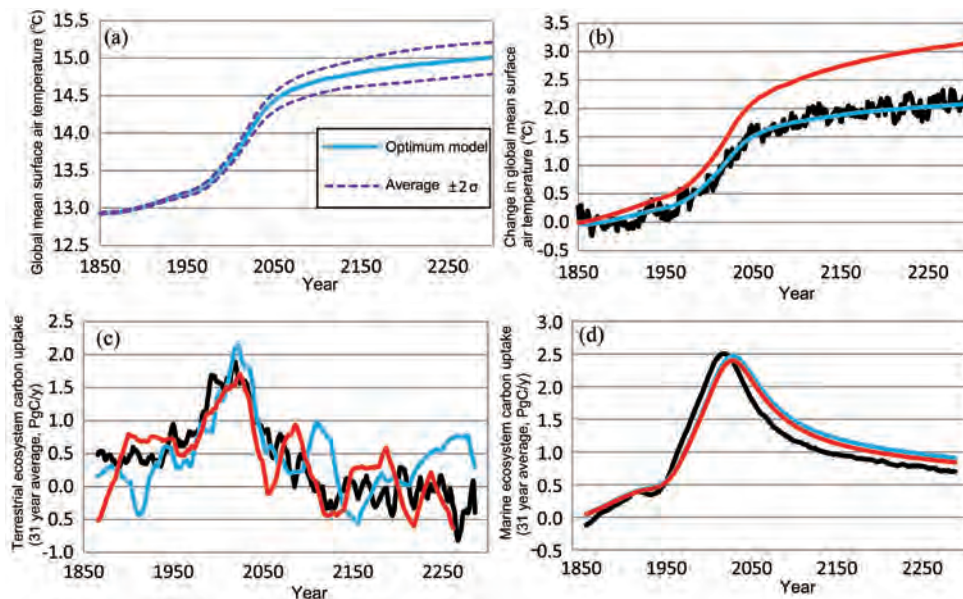 (a)
Global mean surface air temperature (℃)
15.5
15.0
14.5
14.0
13.5
13.0
12.5
Optimum model
Average ±2σ
1850 1950 2050 2150 2250
Year
(b)
Change in global mean surface
air temperature (℃)
3.5
3.0
2.5
2.0
1.5
1.0
0.5
0.0
-0.5
1850 1950 2050 2150 2250
Year
(c)
Terrestrial ecosystem carbon uptake
(31 year average, PgC/y)
2.5
2.0
1.5
1.0
0.5
0.0
-0.5
-1.0
1850 1950 2050 2150 2250
Year
(d)
Marine ecosystem carbon uptake
(31 year average, PgC/y)
3.0
2.5
2.0
1.5
1.0
0.5
0.0
-0.5
1850 1950 2050 2150 2250
Year